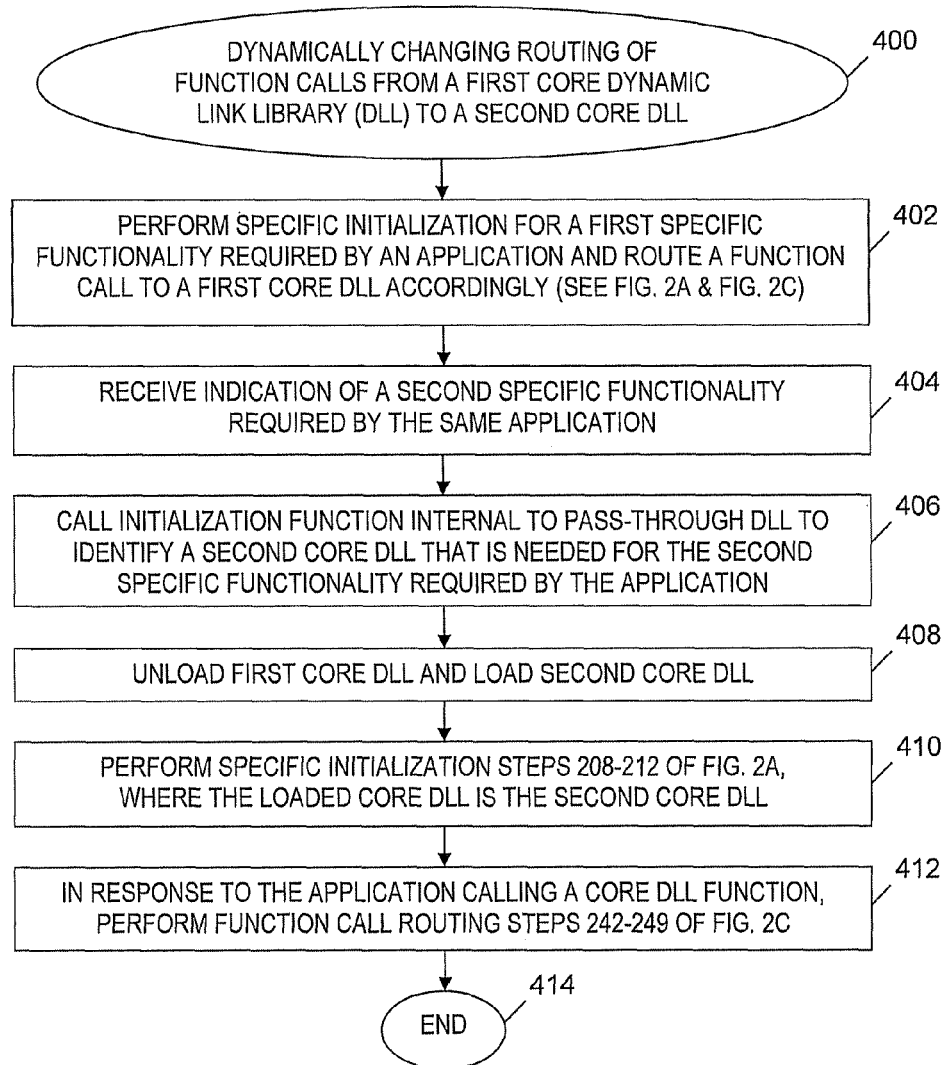 DYNAMICALLY CHANGING ROUTING OF
FUNCTION CALLS FROM A FIRST CORE DYNAMIC
LINK LIBRARY (DLL) TO A SECOND CORE DLL
400
PERFORM SPECIFIC INITIALIZATION FOR A FIRST SPECIFIC
FUNCTIONALITY REQUIRED BY AN APPLICATION AND ROUTE A FUNCTION
CALL TO A FIRST CORE DLL ACCORDINGLY (SEE FIG. 2A & FIG. 2C)
402
RECEIVE INDICATION OF A SECOND SPECIFIC FUNCTIONALITY
REQUIRED BY THE SAME APPLICATION
404
CALL INITIALIZATION FUNCTION INTERNAL TO PASS-THROUGH DLL TO
IDENTIFY A SECOND CORE DLL THAT IS NEEDED FOR THE SECOND
SPECIFIC FUNCTIONALITY REQUIRED BY THE APPLICATION
406
UNLOAD FIRST CORE DLL AND LOAD SECOND CORE DLL
408
PERFORM SPECIFIC INITIALIZATION STEPS 208-212 OF FIG. 2A,
WHERE THE LOADED CORE DLL IS THE SECOND CORE DLL
410
IN RESPONSE TO THE APPLICATION CALLING A CORE DLL FUNCTION,
PERFORM FUNCTION CALL ROUTING STEPS 242-249 OF FIG. 2C
412
END
414